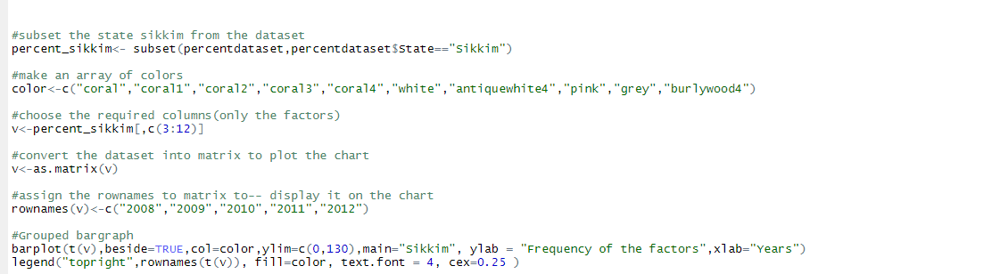 #subset the state sikkim from the dataset
percent_sikkim<- subset(percentdataset,percentdataset$State=="Sikkim")
#make an array of colors
color<-c("coral","coral1","coral2","coral3","coral4","white","antiquewhite4","pink","grey","burlywood4")
#choose the required columns(only the factors)
v<-percent_sikkim[,c(3:12)]
#convert the dataset into matrix to plot the chart
v<-as.matrix(v)
#assign the rownames to matrix to-- display it on the chart
rownames(v)<-c("2008","2009","2010","2011","2012")
#Grouped bargraph
barplot(t(v),beside=TRUE,col=color,ylim=c(0,130),main="Sikkim", ylab = "Frequency of the factors",xlab="Years")
legend("topright",rownames(t(v)), fill=color, text.font = 4, cex=0.25 )